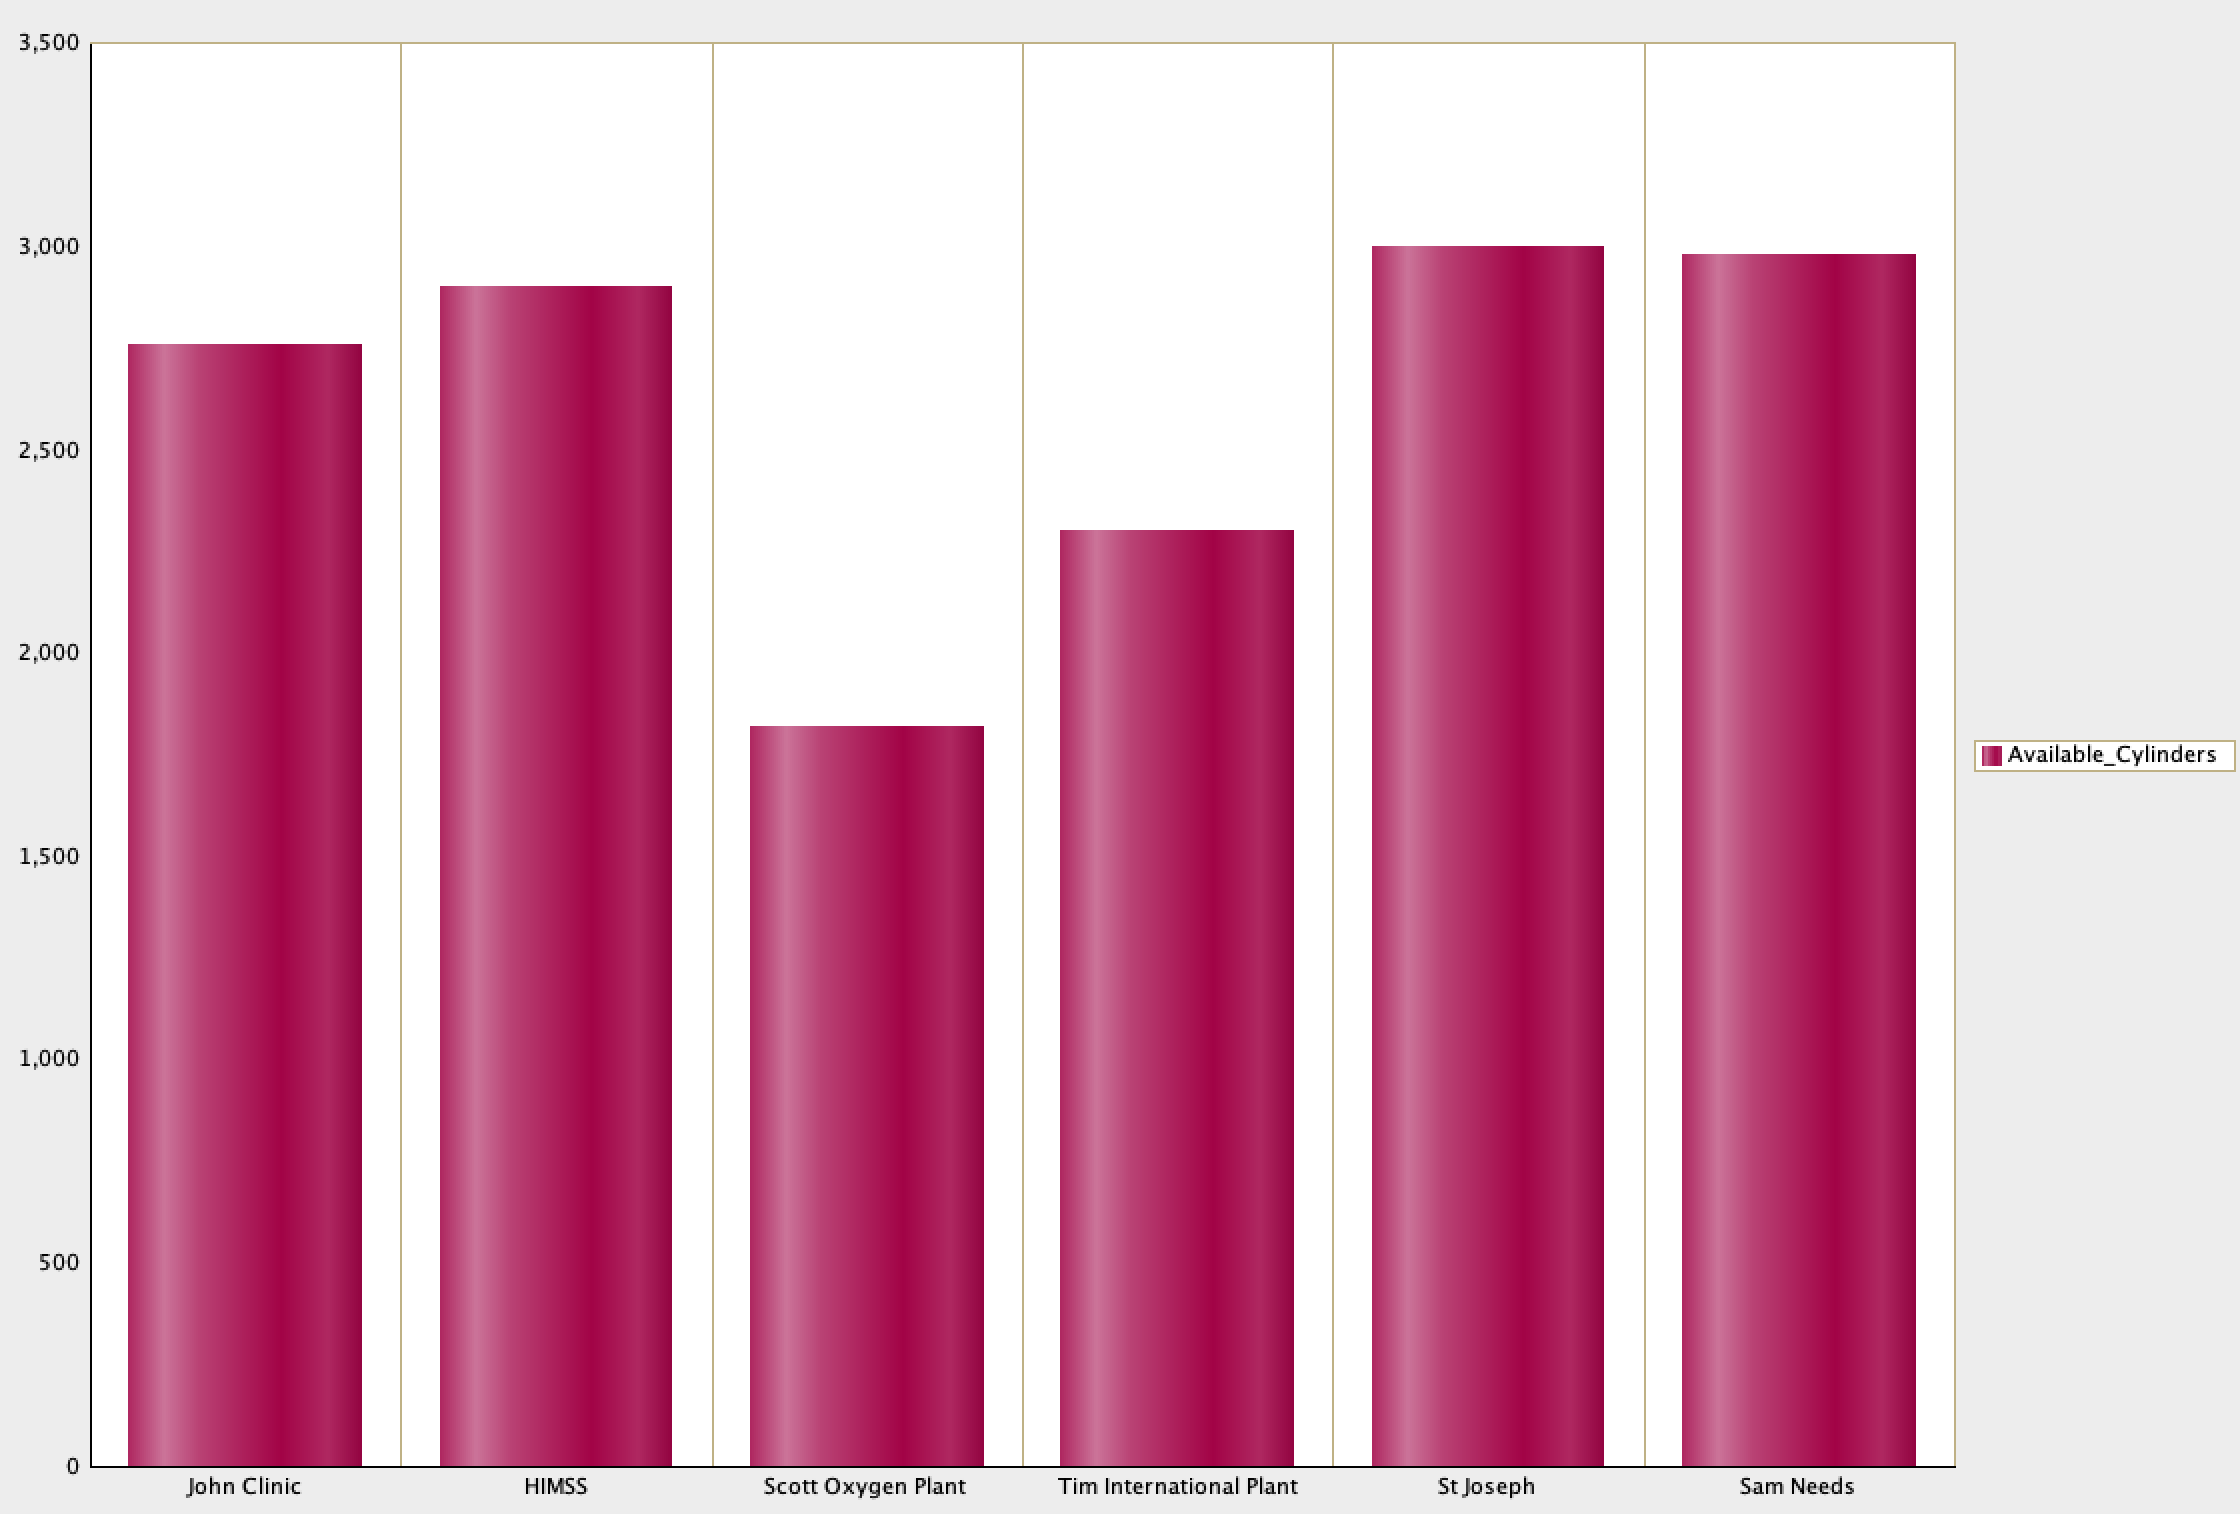 3,500
3,000
2,500
2,000
1,500
1,000
500
0
John Clinic
HIMSS
Scott Oxygen Plant
Tim International Plant
St Joseph
Sam Needs
Available_Cylinders